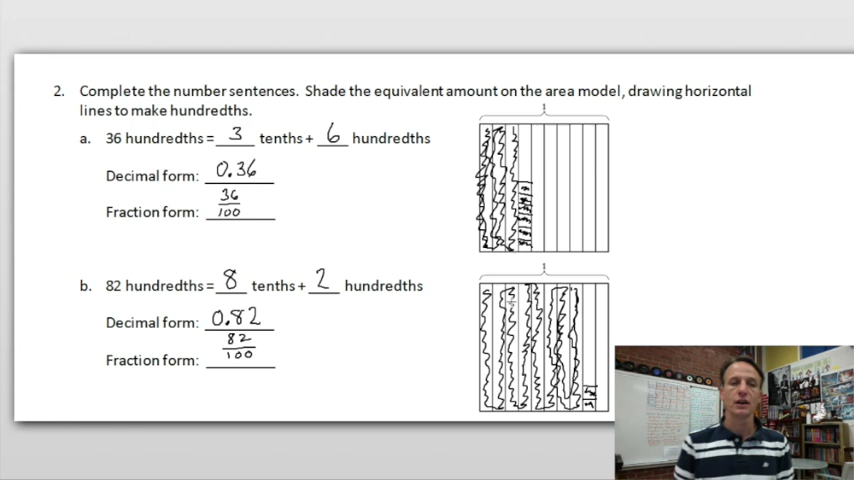 2. Complete the number sentences. Shade the equivalent amount on the area model, drawing horizontal
lines to make hundredths.
a. 36 hundredths = 3 tenths + 6 hundredths
Decimal form: 0.36
Fraction form: 36/100
1
b. 82 hundredths = 8 tenths + 2 hundredths
Decimal form: 0.82
Fraction form: 82/100
1